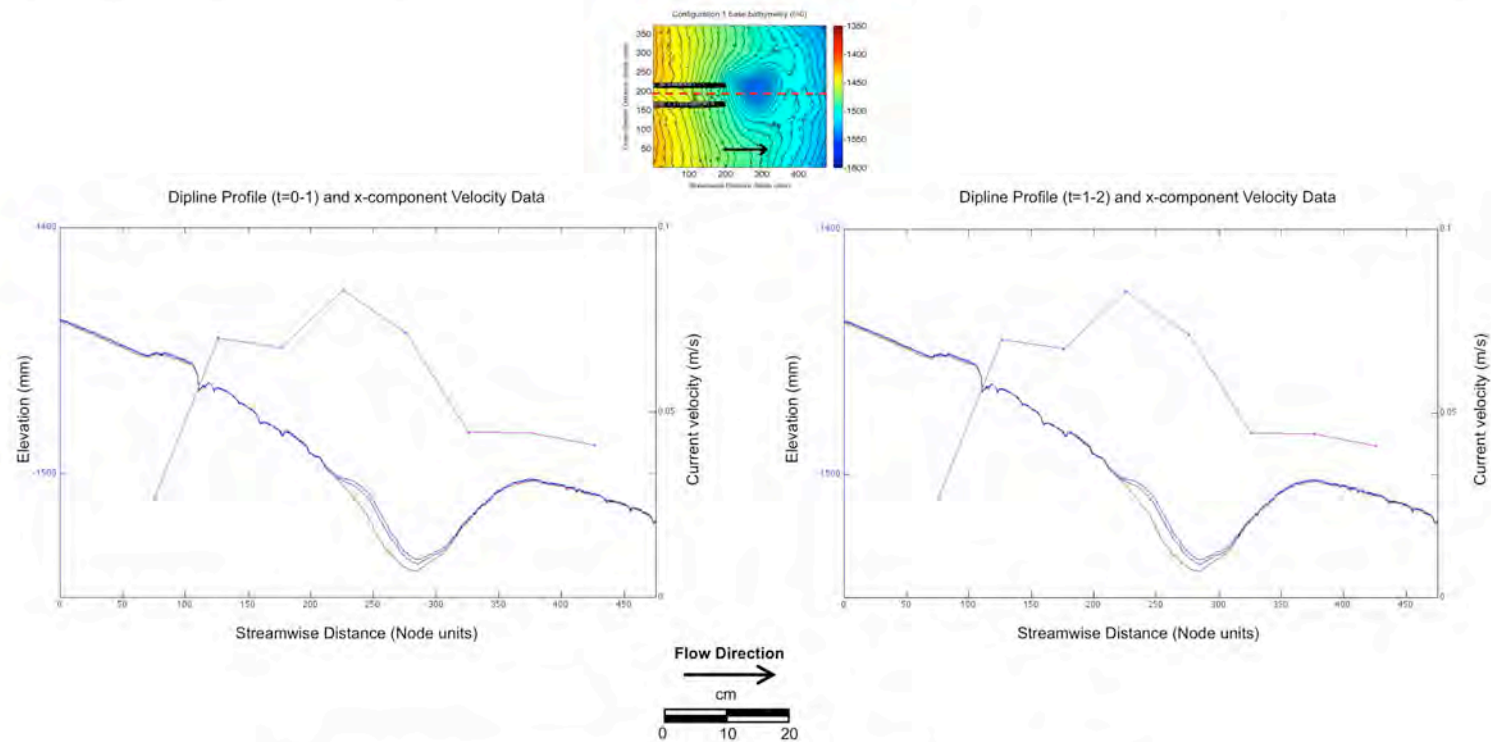 Configuration 1 base bathymetry (t=0)
350
300
250
200
150
100
50
100 200 300 400
-1350
-1400
-1450
-1500
-1550
-1600
Streamwise Distance (Node units)
Dipline Profile (t=0-1) and x-component Velocity Data
-1400
-1500
Elevation (mm)
0.1
0.05
0
Current velocity (m/s)
0 50 100 150 200 250 300 350 400 450
Streamwise Distance (Node units)
Dipline Profile (t=1-2) and x-component Velocity Data
-1400
-1500
Elevation (mm)
0.1
0.05
0
Current velocity (m/s)
0 50 100 150 200 250 300 350 400 450
Streamwise Distance (Node units)
Flow Direction
cm
0 10 20